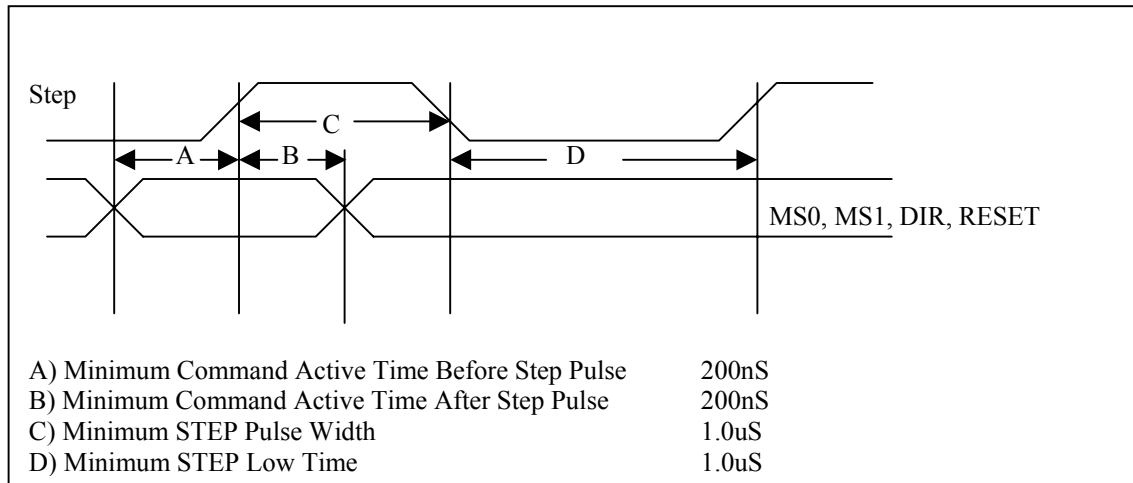 Step
C
A
B
D
MS0, MS1, DIR, RESET
A) Minimum Command Active Time Before Step Pulse 200nS
B) Minimum Command Active Time After Step Pulse 200nS
C) Minimum STEP Pulse Width 1.0uS
D) Minimum STEP Low Time 1.0uS